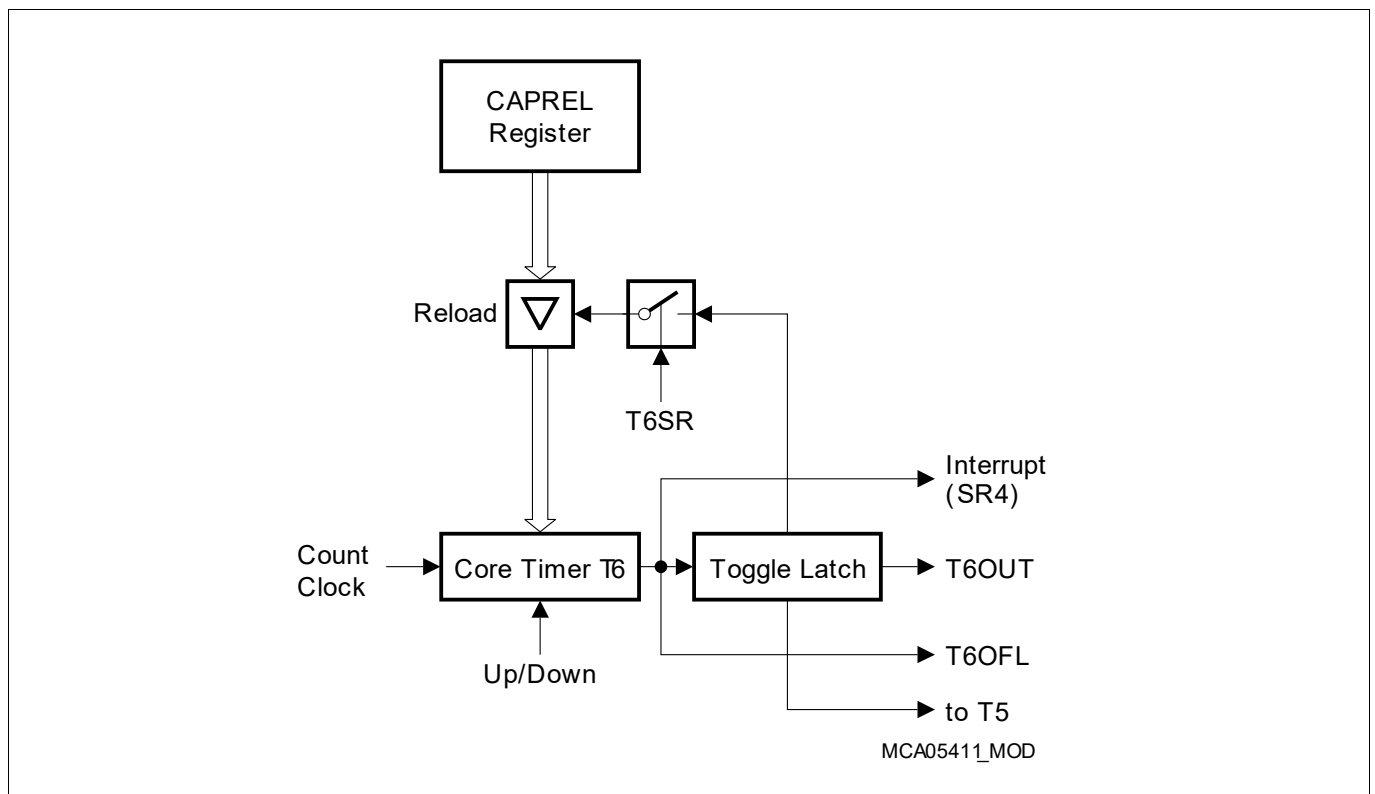 CAPREL
Register
Reload
T6SR
Interrupt
(SR4)
Count
Clock
Core Timer T6
Toggle Latch
T6OUT
Up/Down
T6OFL
to T5
MCA05411_MOD